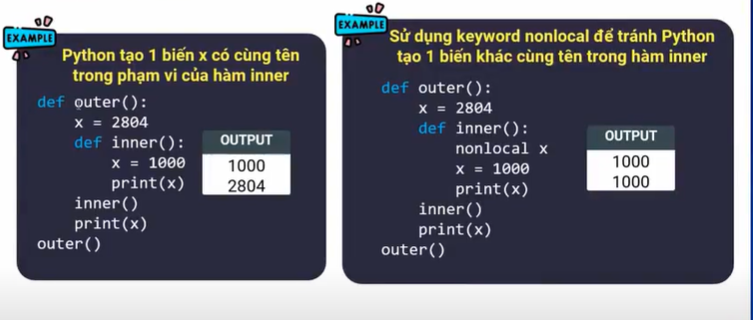 EXAMPLE
Python tạo 1 biến x có cùng tên
trong phạm vi của hàm inner
def outer():
x = 2804
def inner():
x = 1000
print(x)
inner()
print(x)
outer()
OUTPUT
1000
2804
EXAMPLE
Sử dụng keyword nonlocal để tránh Python
tạo 1 biến khác cùng tên trong hàm inner
def outer():
x = 2804
def inner():
nonlocal x
x = 1000
print(x)
inner()
print(x)
outer()
OUTPUT
1000
1000